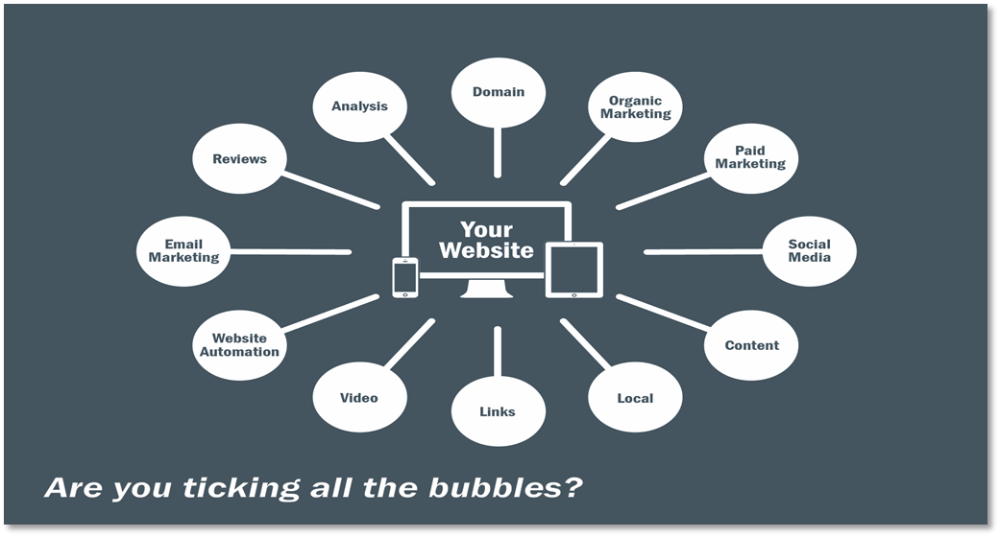 Domain
Organic
Marketing
Paid
Marketing
Social
Media
Content
Local
Links
Video
Website
Automation
Email
Marketing
Reviews
Analysis
Your
Website
Are you ticking all the bubbles?